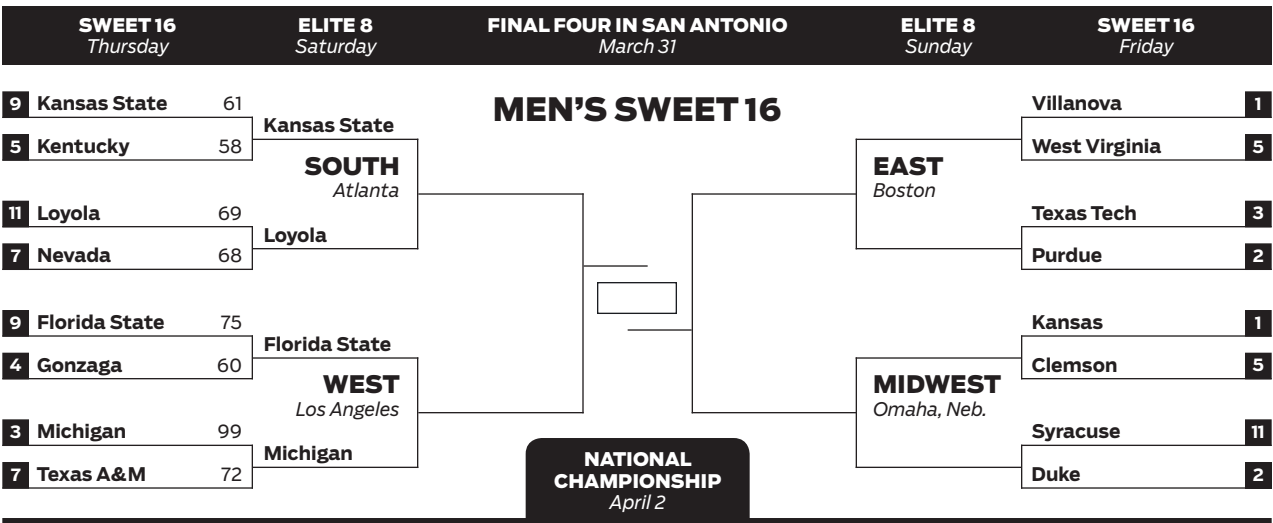 SWEET 16
Thursday
ELITE 8
Saturday
FINAL FOUR IN SAN ANTONIO
March 31
ELITE 8
Sunday
SWEET 16
Friday
MEN'S SWEET 16
9 Kansas State 61
5 Kentucky 58
Kansas State
SOUTH
Atlanta
11 Loyola 69
7 Nevada 68
Loyola
9 Florida State 75
4 Gonzaga 60
Florida State
WEST
Los Angeles
3 Michigan 99
7 Texas A&M 72
Michigan
NATIONAL
CHAMPIONSHIP
April 2
EAST
Boston
Villanova 1
West Virginia 5
Texas Tech 3
Purdue 2
MIDWEST
Omaha, Neb.
Kansas 1
Clemson 5
Syracuse 11
Duke 2